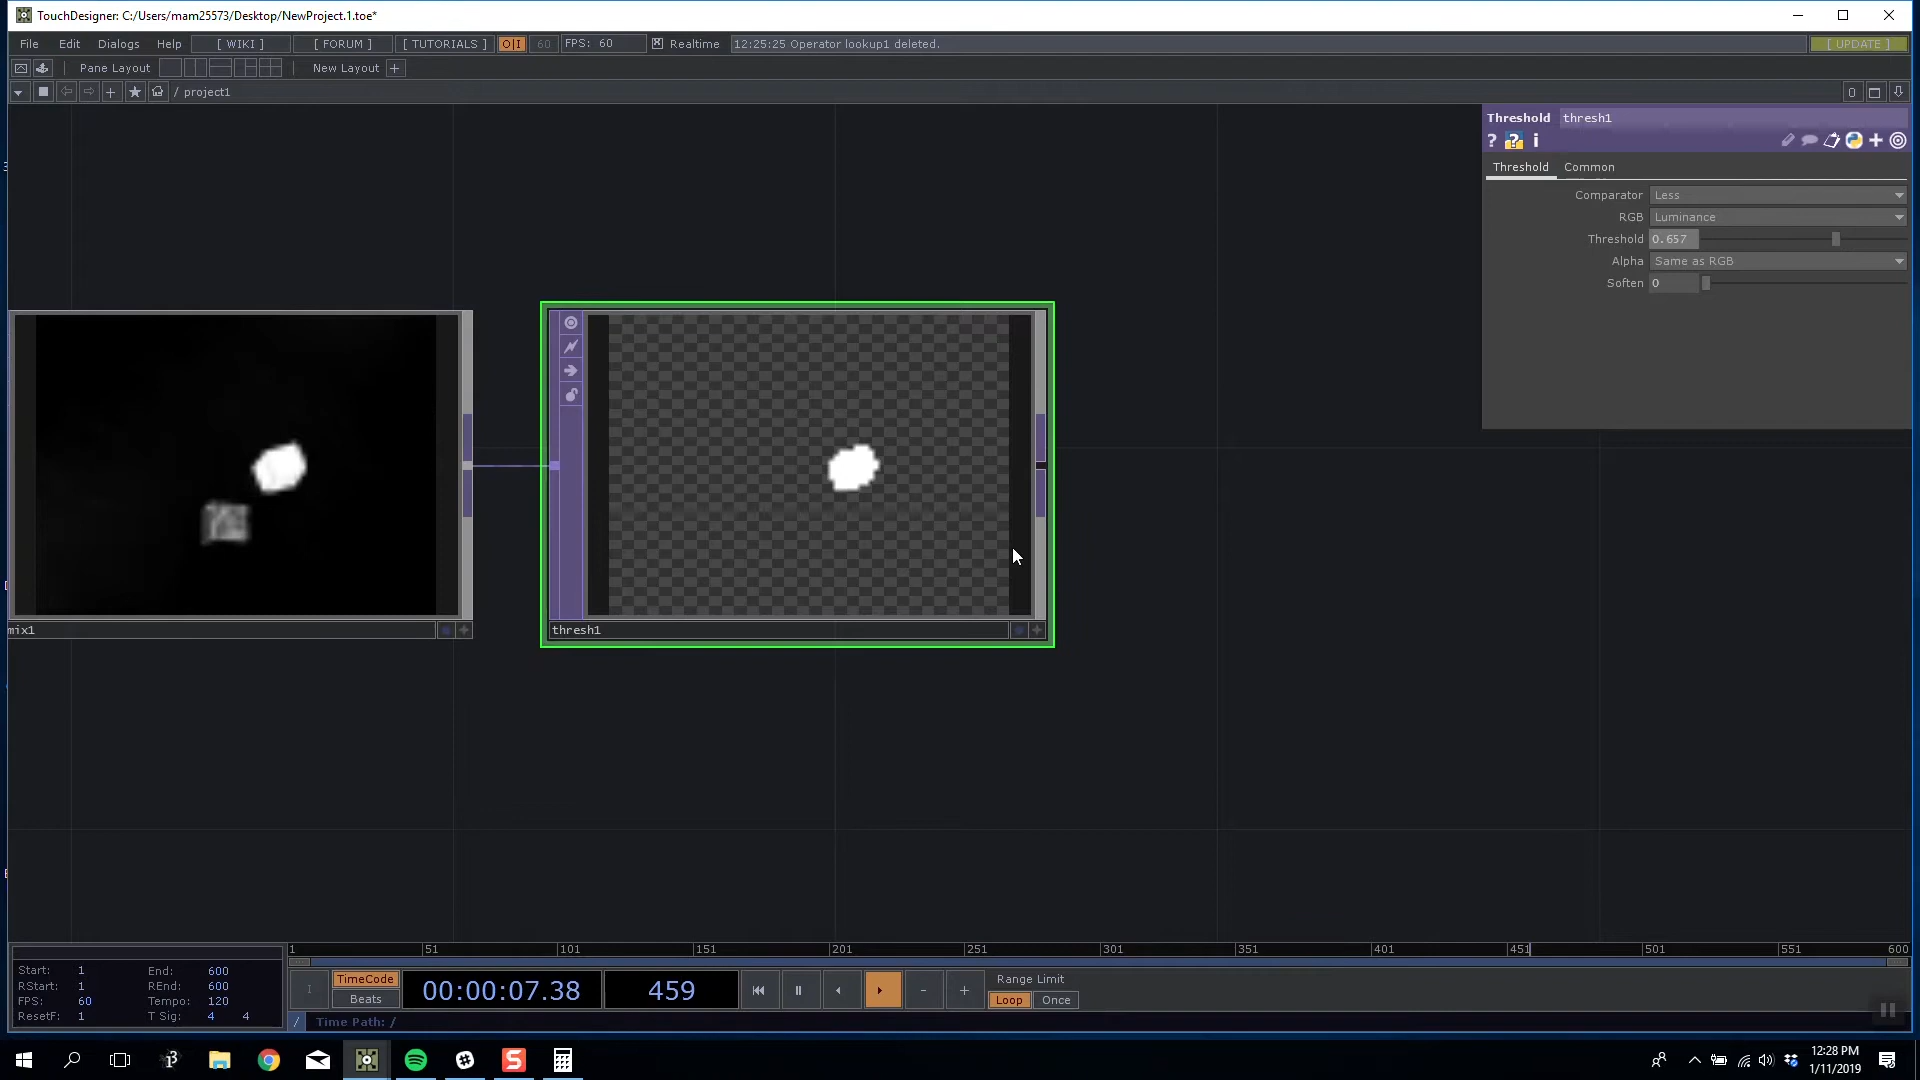 TouchDesigner: C:/Users/mam25573/Desktop/NewProject.1.toe*
File Edit Dialogs Help [ WIKI ] [ FORUM ] [ TUTORIALS ] O|I 60 FPS: 60 Realtime 12:25:25 Operator lookup1 deleted. [ UPDATE ]
Pane Layout New Layout +
/ project1 0
Threshold thresh1
? ? i
Threshold Common
Comparator Less
RGB Luminance
Threshold 0.657
Alpha Same as RGB
Soften 0
mix1
thresh1
1 51 101 151 201 251 301 351 401 451 501 551 600
Start: 1 End: 600
RStart: 1 REnd: 600
FPS: 60 Tempo: 120
ResetF: 1 T Sig: 4 4
TimeCode
Beats
00:00:07.38
459
- +
Range Limit
Loop Once
/ Time Path: /
12:28 PM
1/11/2019